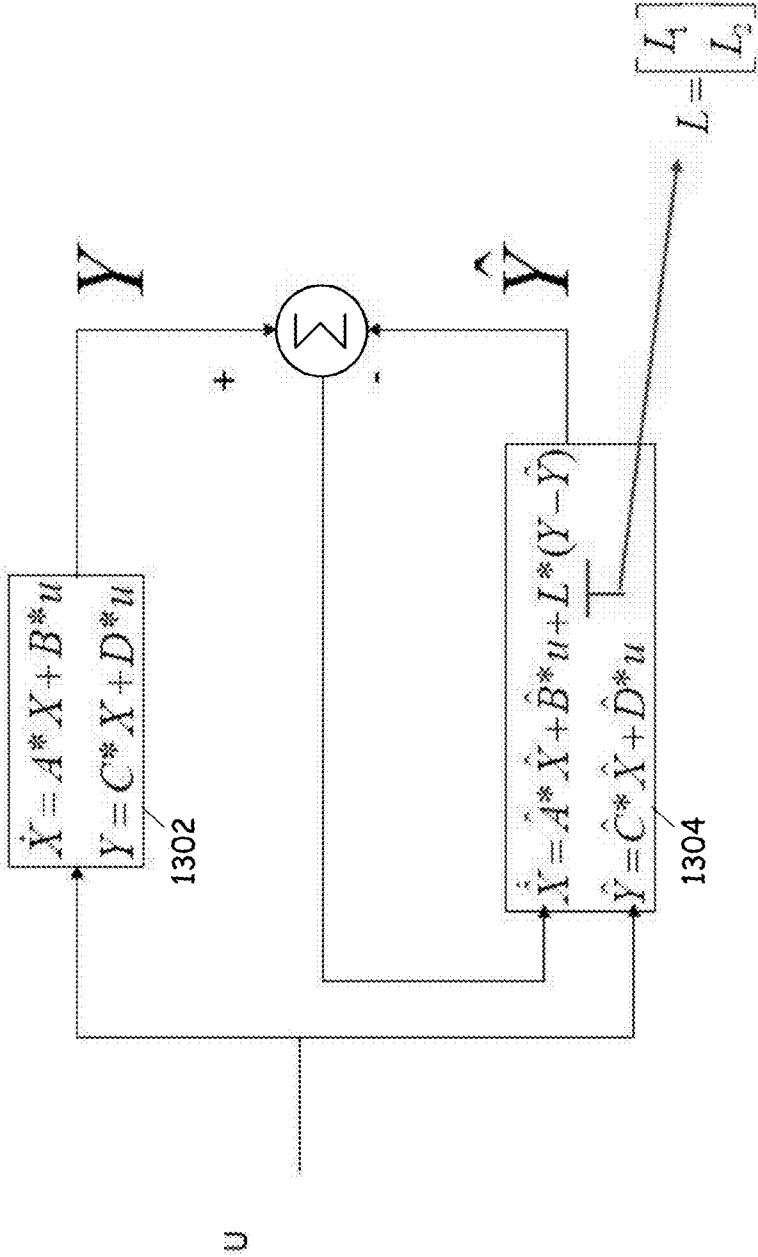 Ẋ=A*X+B*u
Y=C*X+D*u
1302
Y
+
Σ
-
U
Ŷ
X̂̇=Â*X̂+B̂*u+L*(Y−Ŷ)
Ŷ=Ĉ*X̂+D̂*u
1304
L=[L₁
L₂]